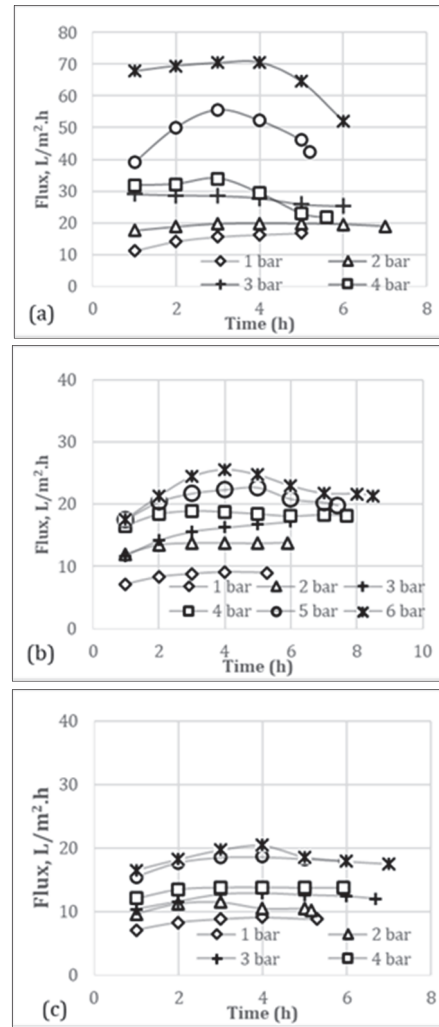 Flux, L/m².h
80
70
60
50
40
30
20
10
0
0 2 4 6 8
1 bar 2 bar
3 bar 4 bar
Time (h)
(a)
Flux, L/m².h
40
30
20
10
0
0 2 4 6 8 10
1 bar 2 bar 3 bar
4 bar 5 bar 6 bar
Time (h)
(b)
Flux, L/m².h
40
30
20
10
0
0 2 4 6 8
1 bar 2 bar
3 bar 4 bar
Time (h)
(c)